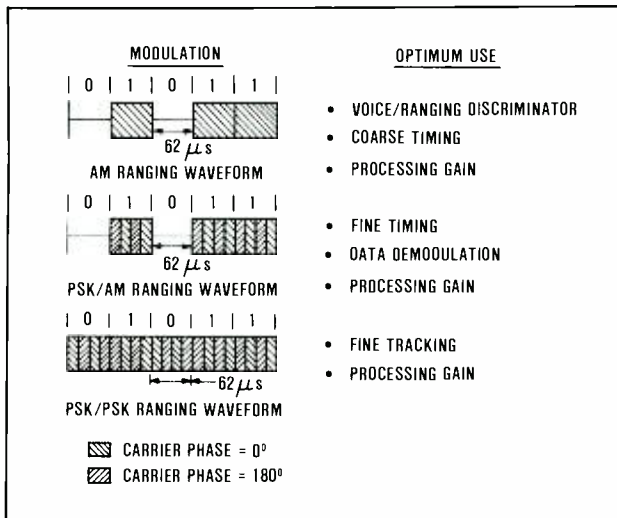 MODULATION
OPTIMUM USE
| 0 | 1 | 0 | 1 | 1 |
62 μs
AM RANGING WAVEFORM
• VOICE/RANGING DISCRIMINATOR
• COARSE TIMING
• PROCESSING GAIN
| 0 | 1 | 0 | 1 | 1 |
62 μs
PSK/AM RANGING WAVEFORM
• FINE TIMING
• DATA DEMODULATION
• PROCESSING GAIN
| 0 | 1 | 0 | 1 | 1 |
62 μs
PSK/PSK RANGING WAVEFORM
• FINE TRACKING
• PROCESSING GAIN
CARRIER PHASE = 0º
CARRIER PHASE = 180º